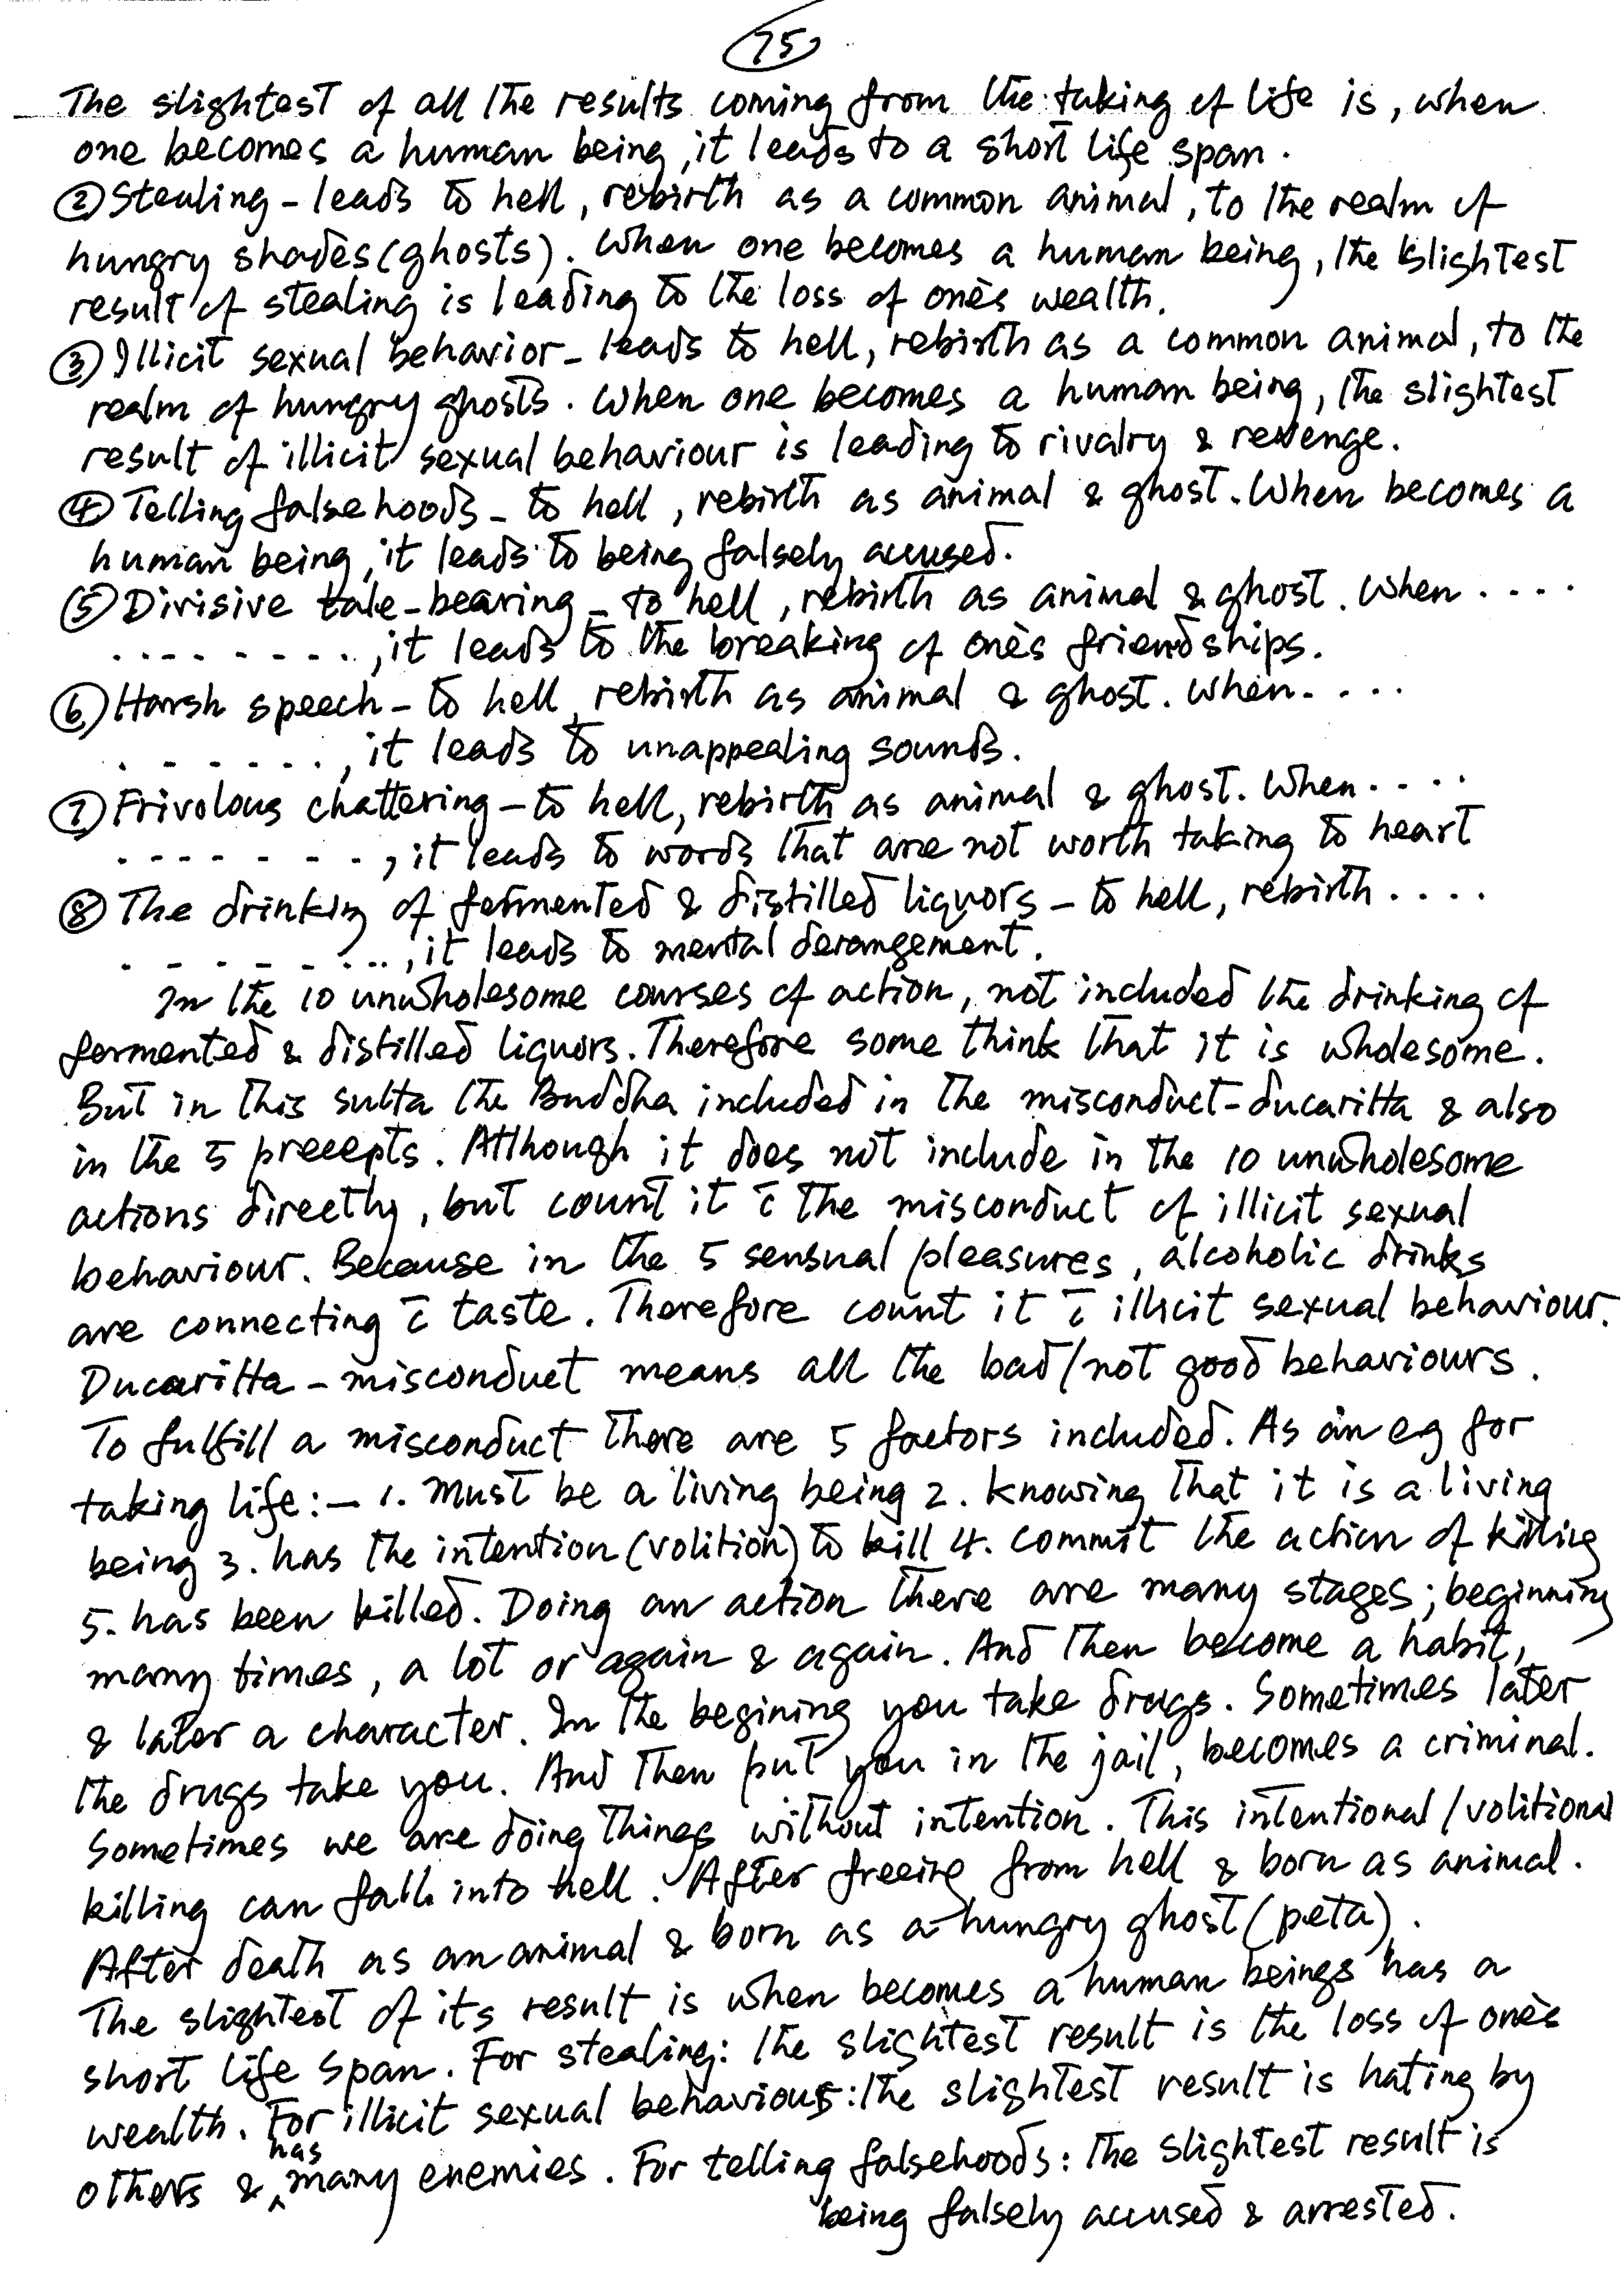 75
The slightest of all the results coming from the taking of life is, when
one becomes a human being, it leads to a short life span.
② Stealing – leads to hell, rebirth as a common animal, to the realm of
hungry shades (ghosts). When one becomes a human being, the slightest
result of stealing is leading to the loss of one's wealth.
③ Illicit sexual behavior – leads to hell, rebirth as a common animal, to the
realm of hungry ghosts. When one becomes a human being, the slightest
result of illicit sexual behaviour is leading to rivalry & revenge.
④ Telling falsehoods – to hell, rebirth as animal & ghost. When becomes a
human being, it leads to being falsely accused.
⑤ Divisive tale-bearing – to hell, rebirth as animal & ghost. When ....
........., it leads to the breaking of one's friendships.
⑥ Harsh speech – to hell, rebirth as animal & ghost. When ....
......., it leads to unappealing sounds.
⑦ Frivolous chattering – to hell, rebirth as animal & ghost. When ....
........, it leads to words that are not worth taking to heart
⑧ The drinking of fermented & distilled liquors – to hell, rebirth ....
........., it leads to mental derangement.
In the 10 unwholesome courses of action, not included the drinking of
fermented & distilled liquors. Therefore some think that it is wholesome.
But in this sutta the Buddha included in the misconduct-ducaritta & also
in the 5 precepts. Although it does not include in the 10 unwholesome
actions directly, but count it c̄ the misconduct of illicit sexual
behaviour. Because in the 5 sensual pleasures, alcoholic drinks
are connecting c̄ taste. Therefore count it c̄ illicit sexual behaviour.
Ducaritta – misconduct means all the bad/not good behaviours.
To fulfill a misconduct there are 5 factors included. As an eg for
taking life:– 1. Must be a living being 2. knowing that it is a living
being 3. has the intention (volition) to kill 4. commit the action of killing
5. has been killed. Doing an action there are many stages; beginning
many times, a lot or again & again. And then become a habit,
& later a character. In the begining you take drugs. Sometimes later
the drugs take you. And then put you in the jail, becomes a criminal.
Sometimes we are doing things without intention. This intentional/volitional
killing can fall into hell. After freeing from hell & born as animal.
After death as an animal & born as a hungry ghost (peta).
The slightest of its result is when becomes a human beings has a
short life span. For stealing: the slightest result is the loss of one's
wealth. For illicit sexual behaviours: the slightest result is hating by
others & has many enemies. For telling falsehoods: the slightest result is
being falsely accused & arrested.